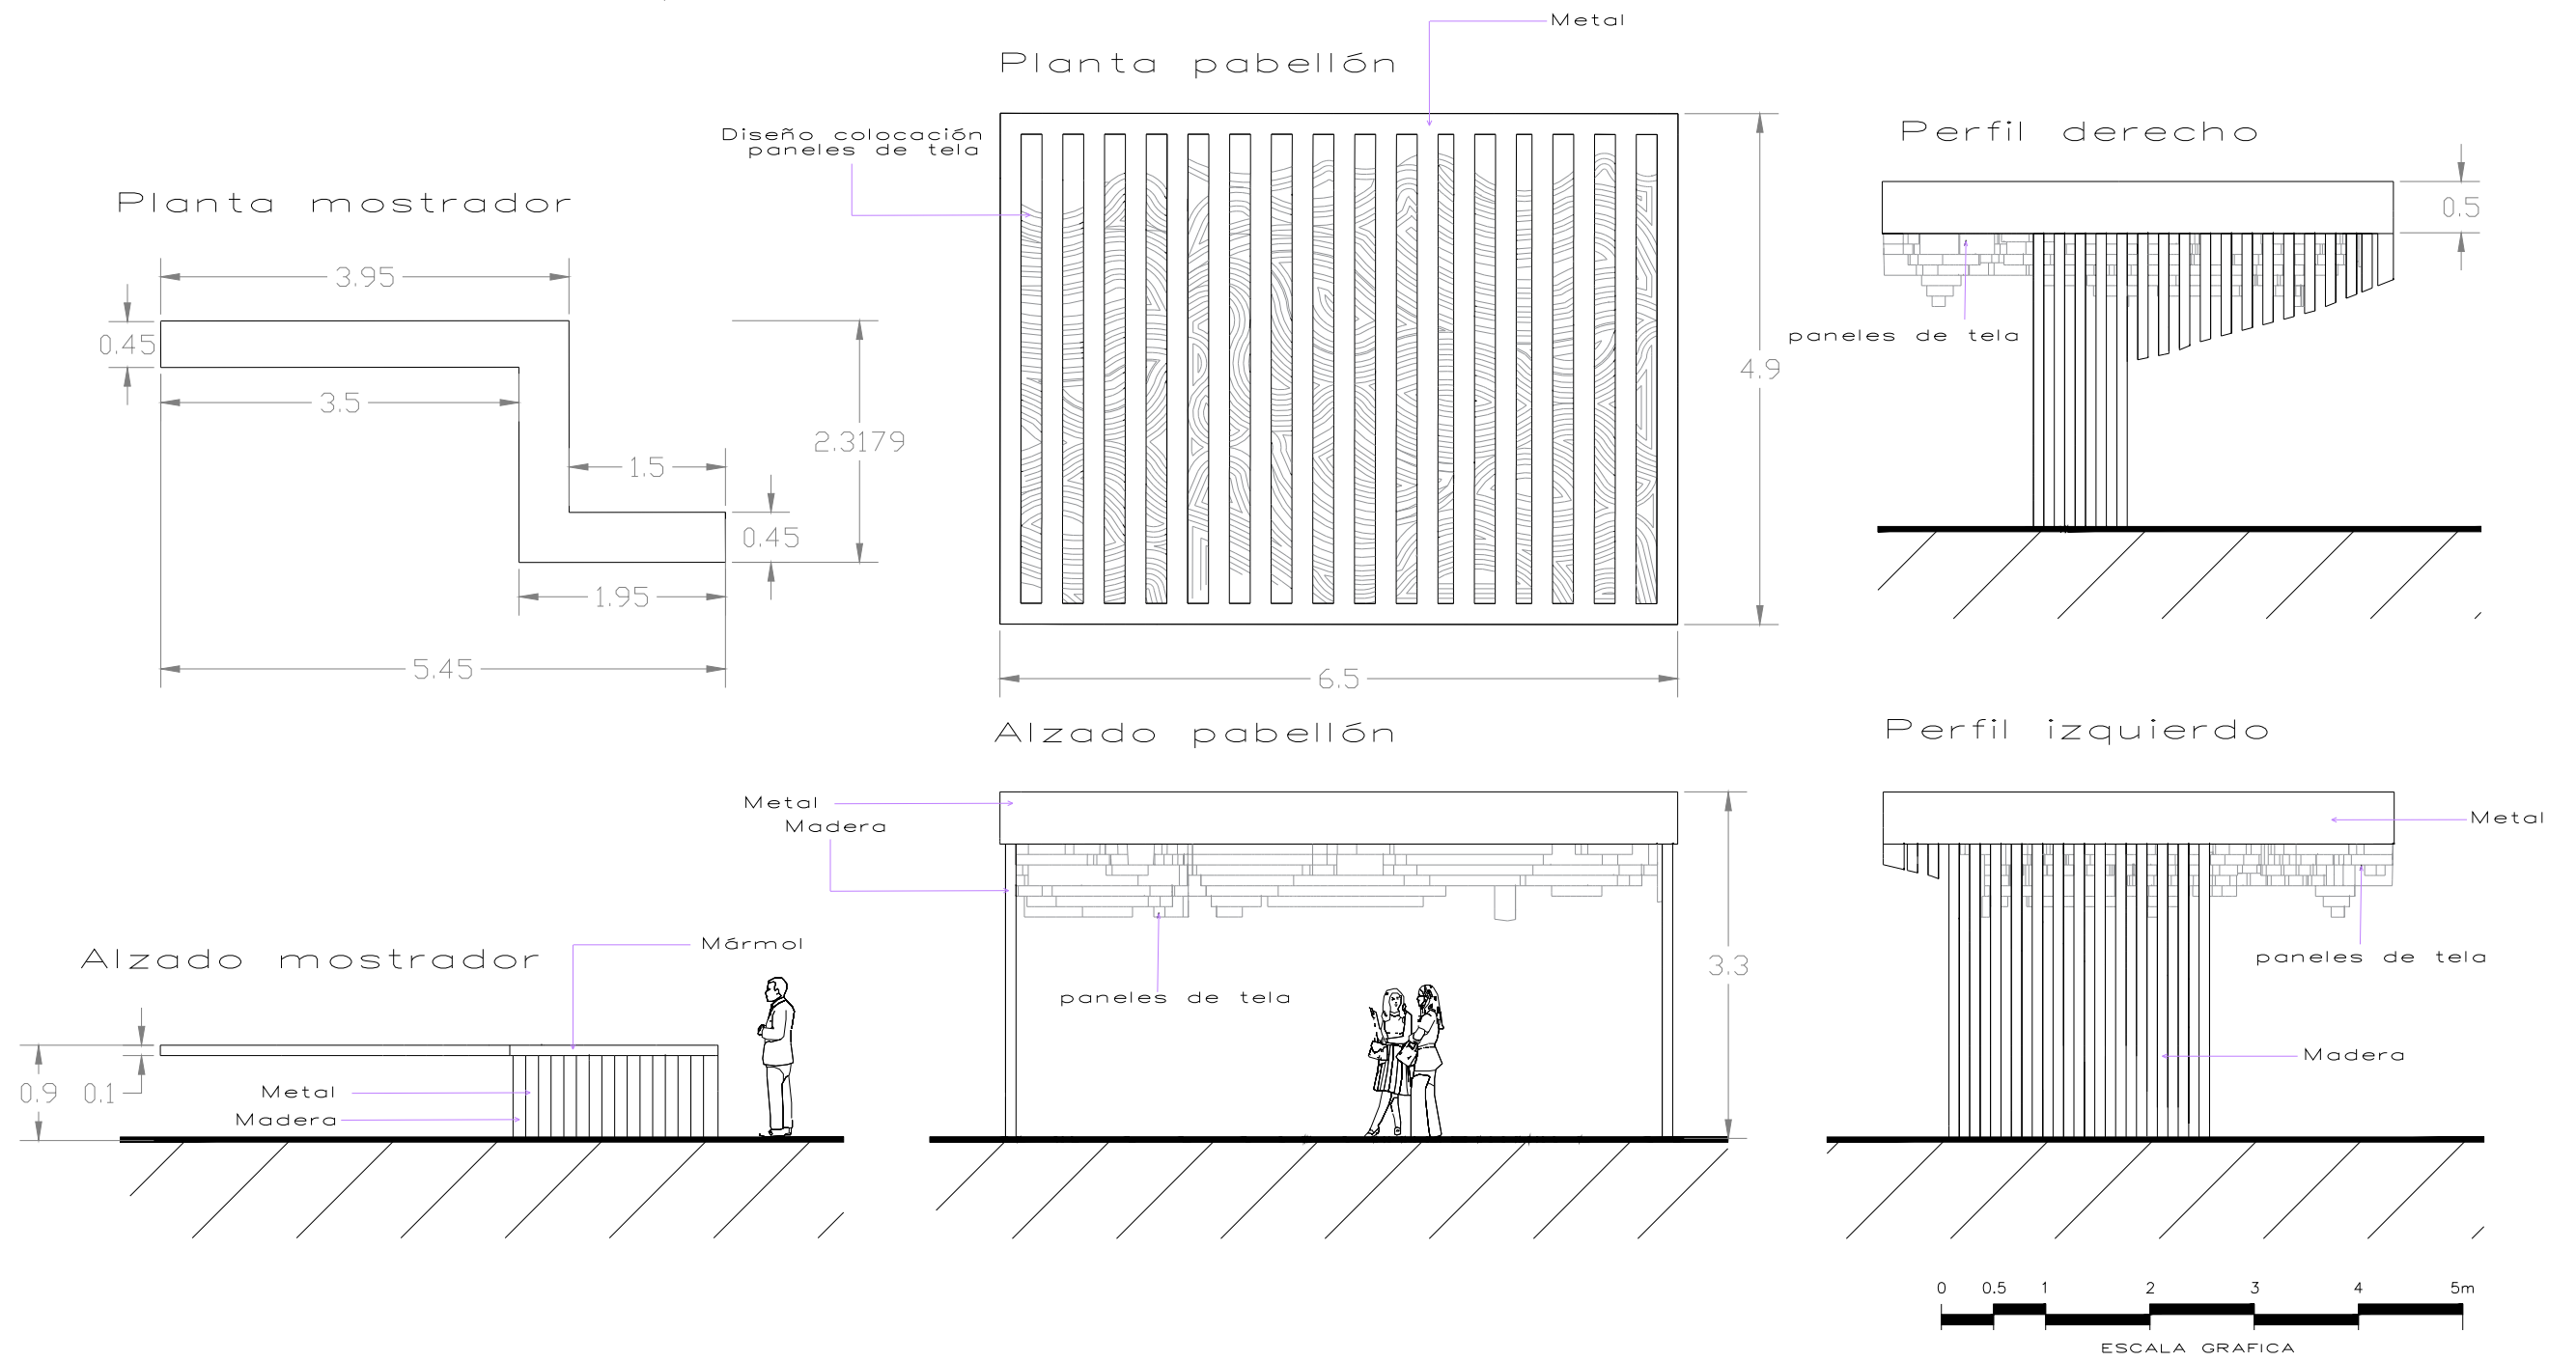 Metal
Planta pabellón
Diseño colocación
paneles de tela
4.9
6.5
Planta mostrador
3.95
0.45
3.5
2.3179
1.5
0.45
1.95
5.45
Perfil derecho
0.5
paneles de tela
Alzado pabellón
Metal
Madera
paneles de tela
3.3
Perfil izquierdo
Metal
paneles de tela
Madera
Alzado mostrador
Mármol
0.9
0.1
Metal
Madera
0 0.5 1 2 3 4 5m
ESCALA GRAFICA